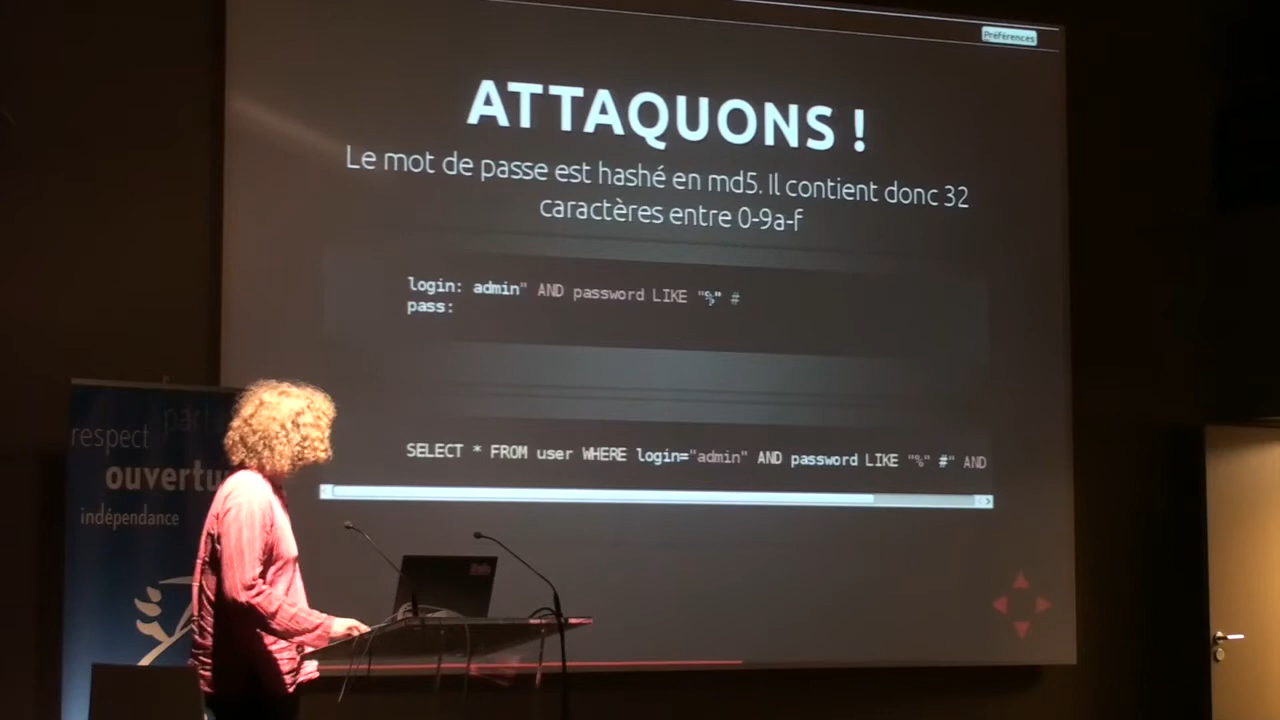 Préférences
ATTAQUONS !
Le mot de passe est hashé en md5. Il contient donc 32
caractères entre 0-9a-f
login: admin" AND password LIKE "%" #
pass:
SELECT * FROM user WHERE login="admin" AND password LIKE "%" #" AND
respect
ouvertu
indépendance